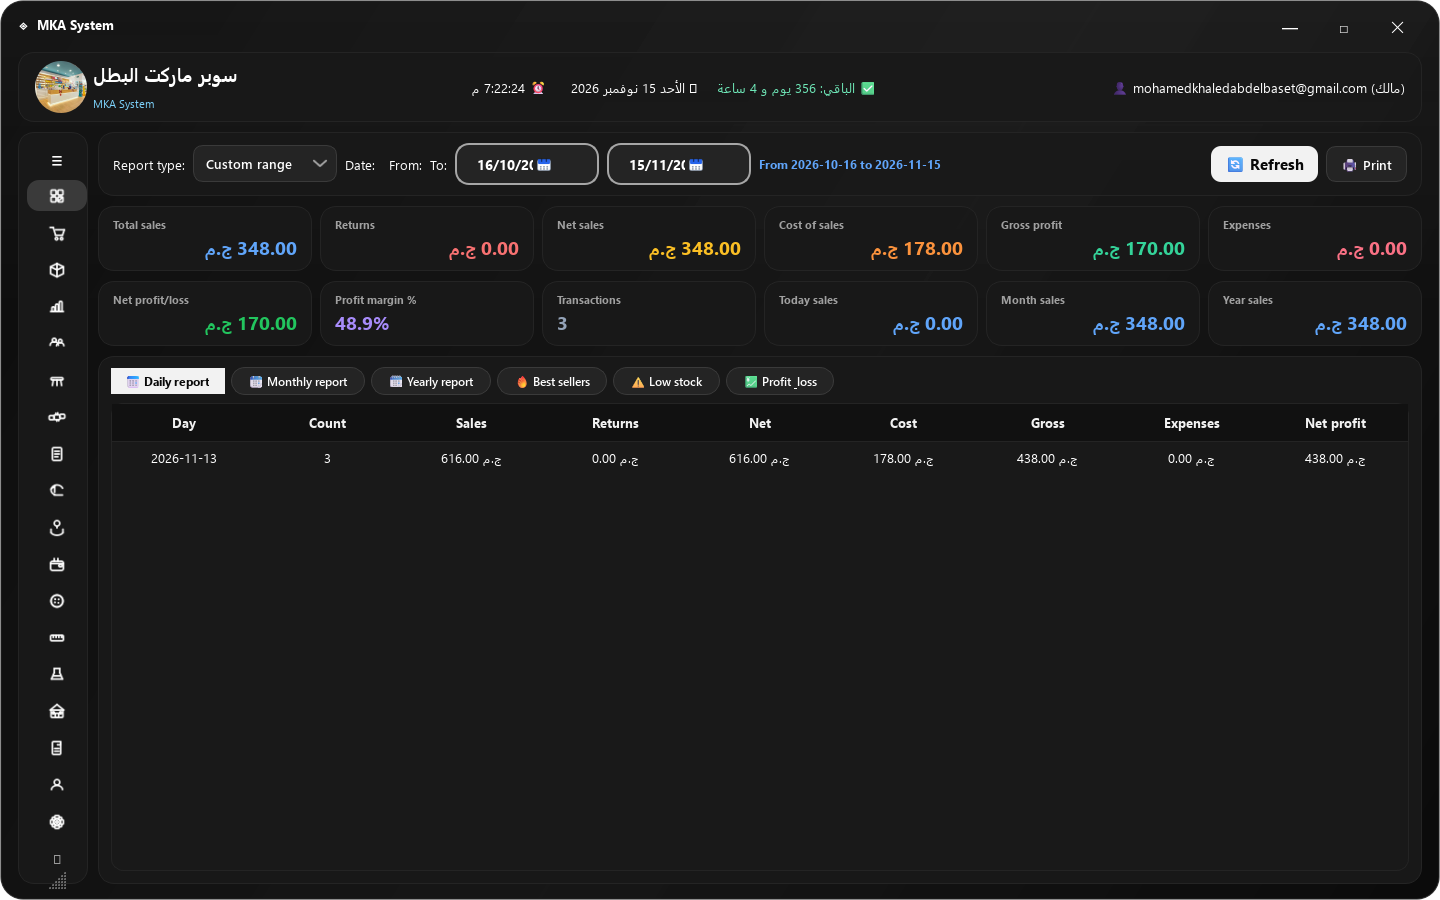 MKA System
سوبر ماركت البطل
MKA System
7:22:24 م
الأحد 15 نوفمبر 2026
الباقي: 356 يوم و 4 ساعة
mohamedkhaledabdelbaset@gmail.com (مالك)
Report type: Custom range Date: From: To: 16/10/20 15/11/20 From 2026-10-16 to 2026-11-15 Refresh Print
Total sales Returns Net sales Cost of sales Gross profit Expenses
348.00 ج.م 0.00 ج.م 348.00 ج.م 178.00 ج.م 170.00 ج.م 0.00 ج.م
Net profit/loss Profit margin % Transactions Today sales Month sales Year sales
170.00 ج.م 48.9% 3 0.00 ج.م 348.00 ج.م 348.00 ج.م
Daily report Monthly report Yearly report Best sellers Low stock Profit_loss
Day Count Sales Returns Net Cost Gross Expenses Net profit
2026-11-13 3 616.00 ج.م 0.00 ج.م 616.00 ج.م 178.00 ج.م 438.00 ج.م 0.00 ج.م 438.00 ج.م